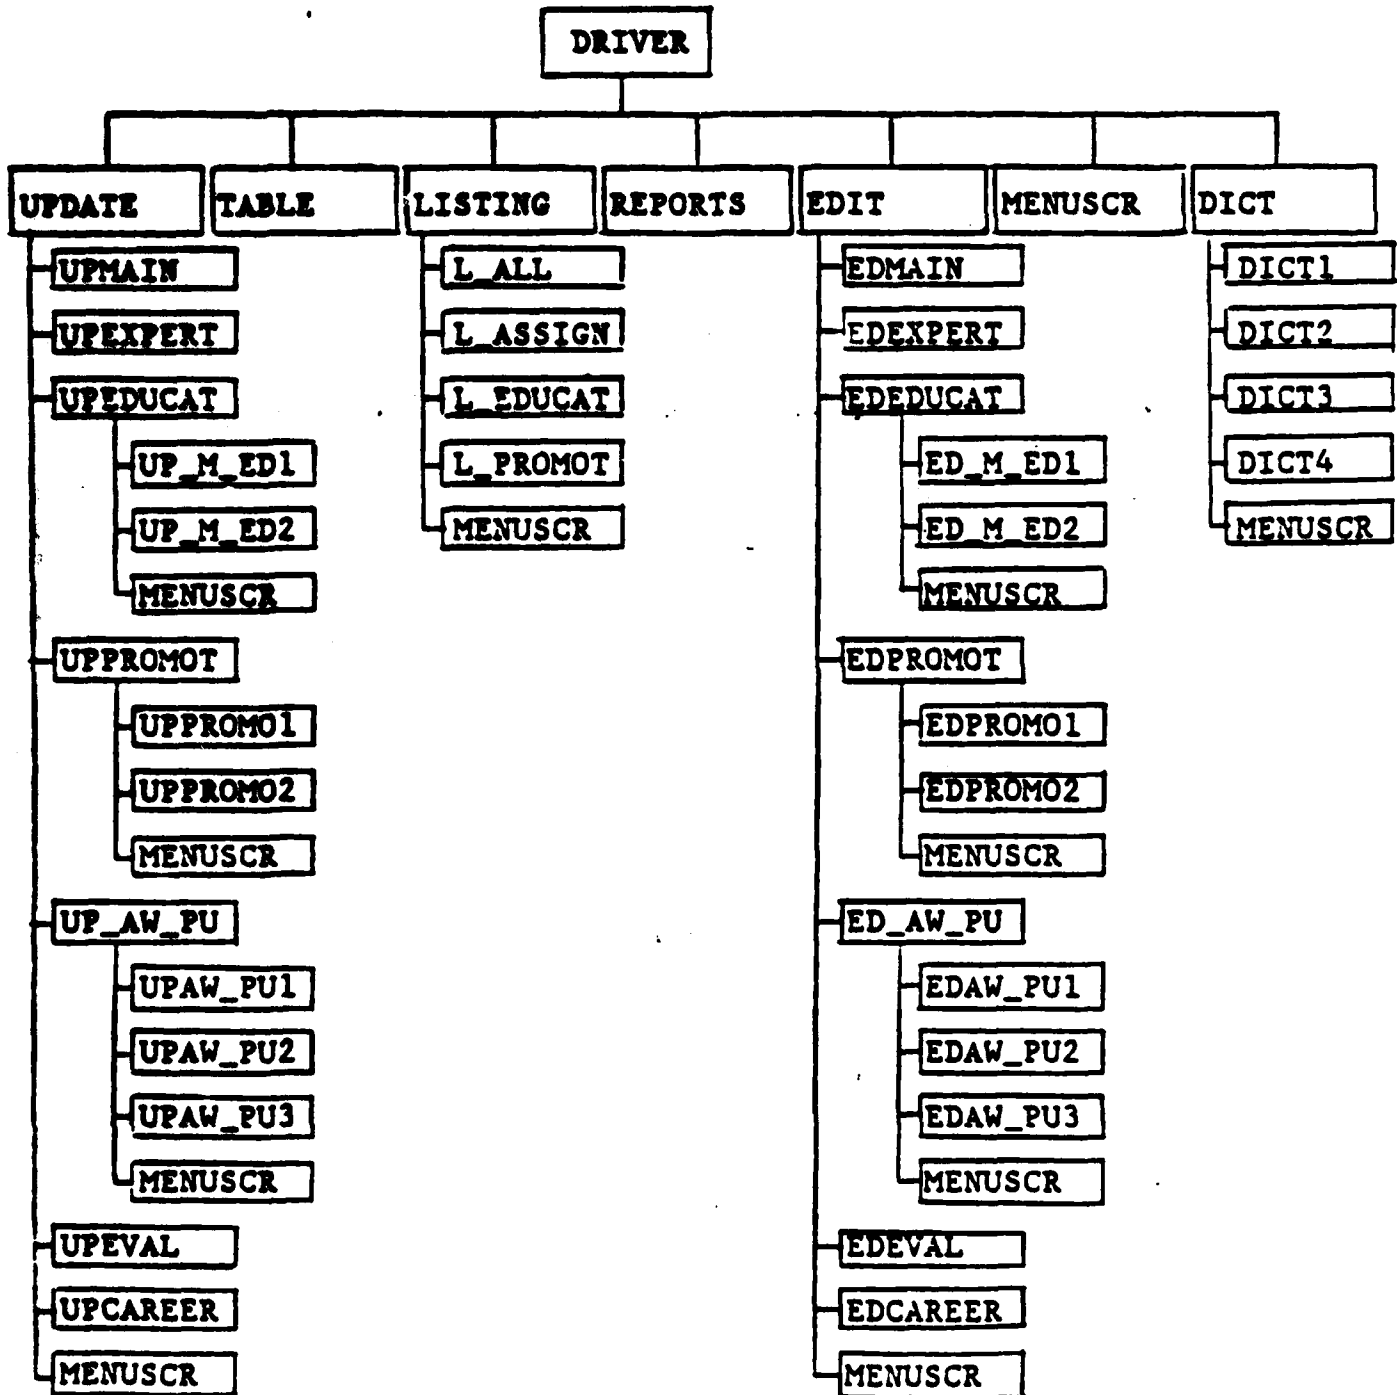 DRIVER
UPDATE TABLE LISTING REPORTS EDIT MENUSCR DICT
UPMAIN L_ALL EDMAIN DICT1
UPEXPERT L_ASSIGN EDEXPERT DICT2
UPEDUCAT L_EDUCAT EDEDUCAT DICT3
UP_M_ED1 L_PROMOT ED_M_ED1 DICT4
UP_M_ED2 MENUSCR ED_M_ED2 MENUSCR
MENUSCR MENUSCR
UPPROMOT EDPROMOT
UPPROMO1 EDPROMO1
UPPROMO2 EDPROMO2
MENUSCR MENUSCR
UP_AW_PU ED_AW_PU
UPAW_PU1 EDAW_PU1
UPAW_PU2 EDAW_PU2
UPAW_PU3 EDAW_PU3
MENUSCR MENUSCR
UPEVAL EDEVAL
UPCAREER EDCAREER
MENUSCR MENUSCR